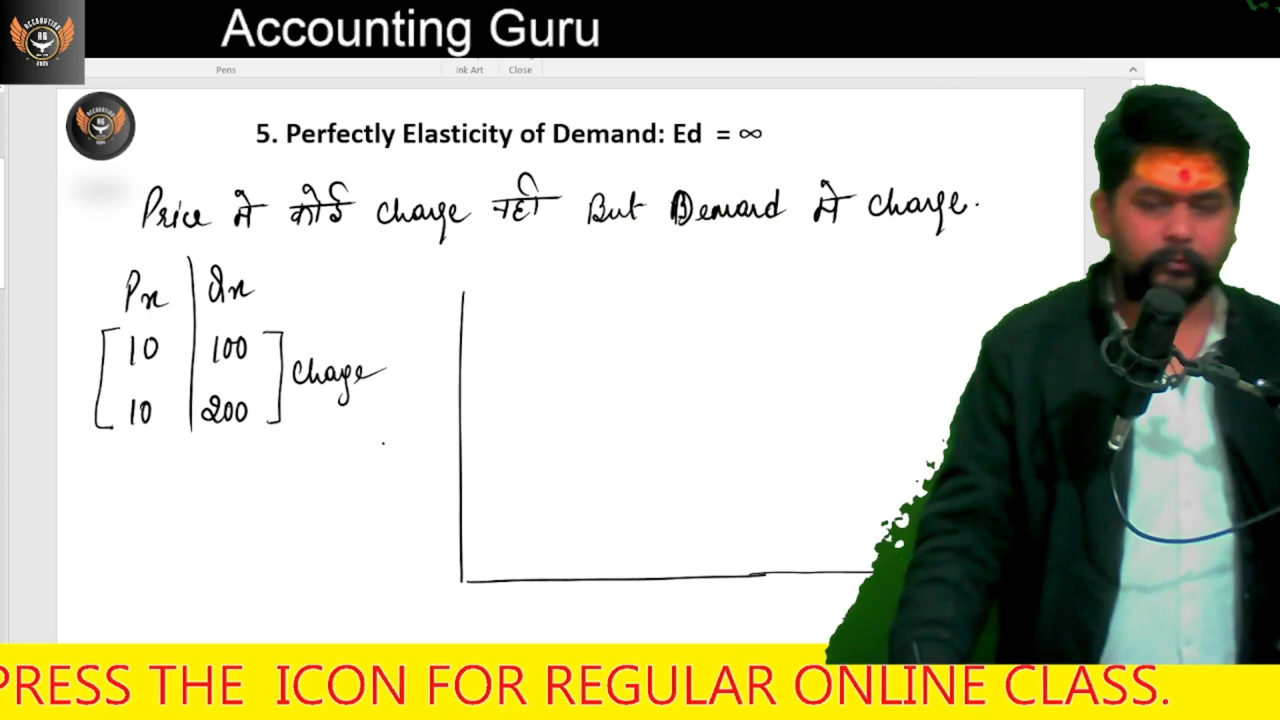 Accounting Guru
Pens
Ink Art
Close
5. Perfectly Elasticity of Demand: Ed = ∞
Price में कोई change नहीं But Demand में change.
Px Qx
10 100
change
10 200
PRESS THE ICON FOR REGULAR ONLINE CLASS.